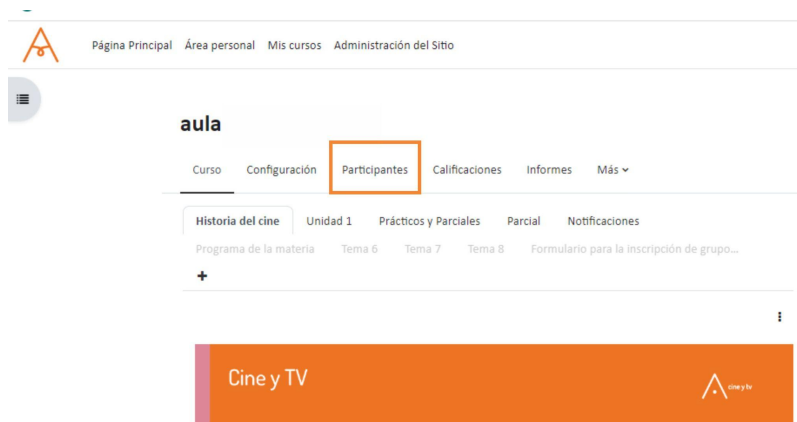 Página Principal Área personal Mis cursos Administración del Sitio
aula
Curso Configuración Participantes Calificaciones Informes Más
Historia del cine Unidad 1 Prácticos y Parciales Parcial Notificaciones
Programa de la materia Tema 6 Tema 7 Tema 8 Formulario para la inscripción de grupo...
Cine y TV
cine y tv